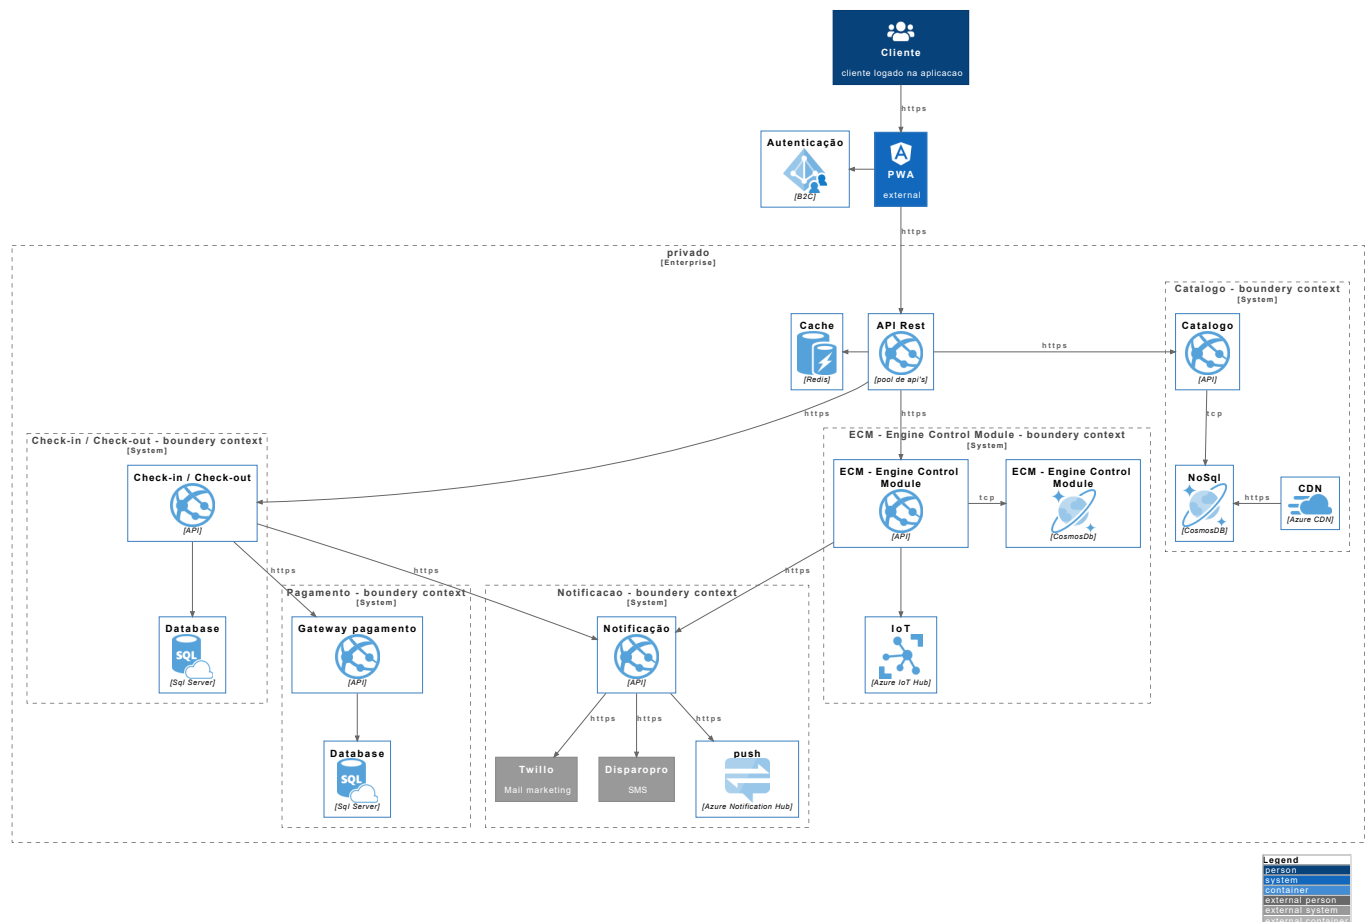 Cliente
cliente logado na aplicacao
https
Autenticação
[B2C]
PWA
external
https
privado
[Enterprise]
Catalogo - boundery context
[System]
Cache
[Redis]
API Rest
[pool de api's]
https
Catalogo
[API]
https
https
tcp
Check-in / Check-out - boundery context
[System]
ECM - Engine Control Module - boundery context
[System]
Check-in / Check-out
[API]
ECM - Engine Control
Module
[API]
tcp
ECM - Engine Control
Module
[CosmosDb]
NoSql
[CosmosDB]
https
CDN
[Azure CDN]
https
https
https
Pagamento - boundery context
[System]
Notificacao - boundery context
[System]
Database
SQL
[Sql Server]
Gateway pagamento
[API]
Notificação
[API]
IoT
[Azure IoT Hub]
https
https
https
Database
SQL
[Sql Server]
Twillo
Mail marketing
Disparopro
SMS
push
[Azure Notification Hub]
Legend
person
system
container
external person
external system
external container